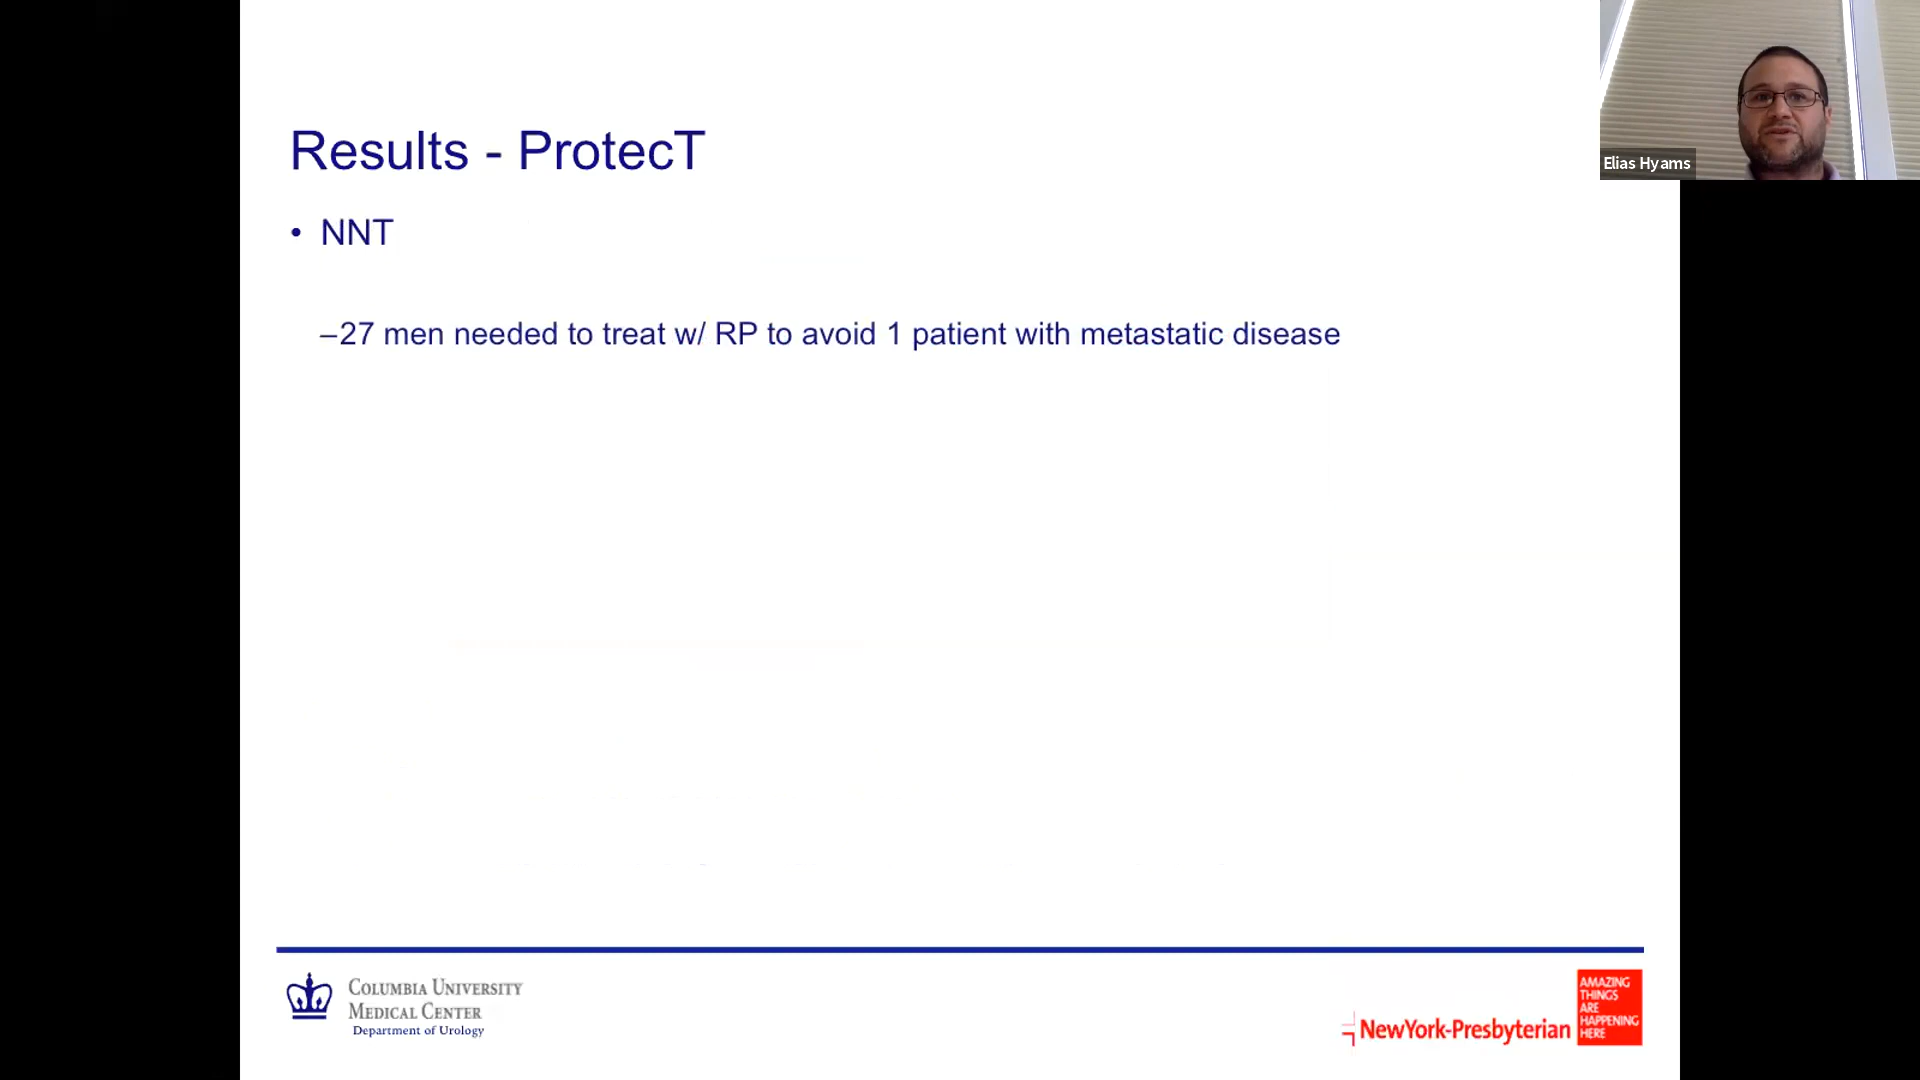 Results - ProtecT
• NNT
–27 men needed to treat w/ RP to avoid 1 patient with metastatic disease
Elias Hyams
COLUMBIA UNIVERSITY
MEDICAL CENTER
Department of Urology
NewYork-Presbyterian
AMAZING
THINGS
ARE
HAPPENING
HERE